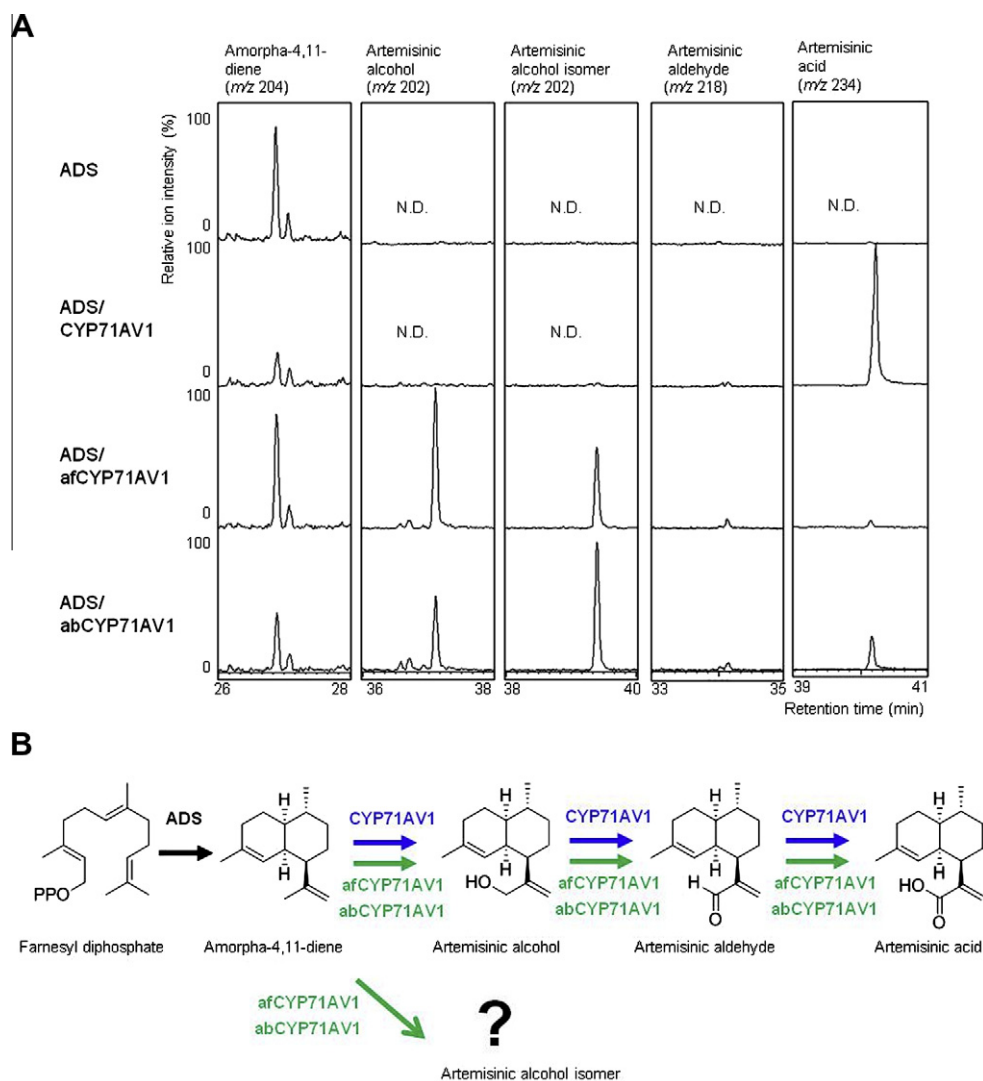 A
Amorpha-4,11-
diene
(m/z 204)
Artemisinic
alcohol
(m/z 202)
Artemisinic
alcohol isomer
(m/z 202)
Artemisinic
aldehyde
(m/z 218)
Artemisinic
acid
(m/z 234)
Relative ion intensity (%)
ADS
100
0
N.D.
N.D.
N.D.
N.D.
ADS/
CYP71AV1
100
0
N.D.
N.D.
ADS/
afCYP71AV1
100
0
ADS/
abCYP71AV1
100
0
26 28
36 38
38 40
33 35
39 41
Retention time (min)
B
ADS
CYP71AV1
CYP71AV1
CYP71AV1
afCYP71AV1
abCYP71AV1
afCYP71AV1
abCYP71AV1
afCYP71AV1
abCYP71AV1
PPO
H
H
H
H
HO
H
H
H
O
H
H
HO
O
Farnesyl diphosphate
Amorpha-4,11-diene
Artemisinic alcohol
Artemisinic aldehyde
Artemisinic acid
afCYP71AV1
abCYP71AV1
?
Artemisinic alcohol isomer